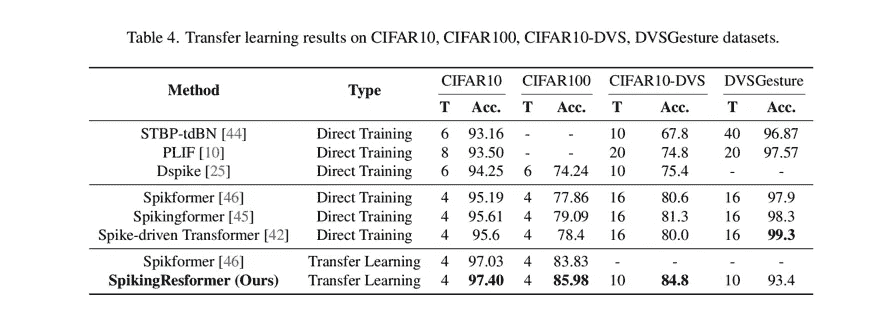 Table 4. Transfer learning results on CIFAR10, CIFAR100, CIFAR10-DVS, DVSGesture datasets.
Method Type CIFAR10 CIFAR100 CIFAR10-DVS DVSGesture
T Acc. T Acc. T Acc. T Acc.
STBP-tdBN [44] Direct Training 6 93.16 - - 10 67.8 40 96.87
PLIF [10] Direct Training 8 93.50 - - 20 74.8 20 97.57
Dspike [25] Direct Training 6 94.25 6 74.24 10 75.4 - -
Spikformer [46] Direct Training 4 95.19 4 77.86 16 80.6 16 97.9
Spikingformer [45] Direct Training 4 95.61 4 79.09 16 81.3 16 98.3
Spike-driven Transformer [42] Direct Training 4 95.6 4 78.4 16 80.0 16 99.3
Spikformer [46] Transfer Learning 4 97.03 4 83.83 - - - -
SpikingResformer (Ours) Transfer Learning 4 97.40 4 85.98 10 84.8 10 93.4